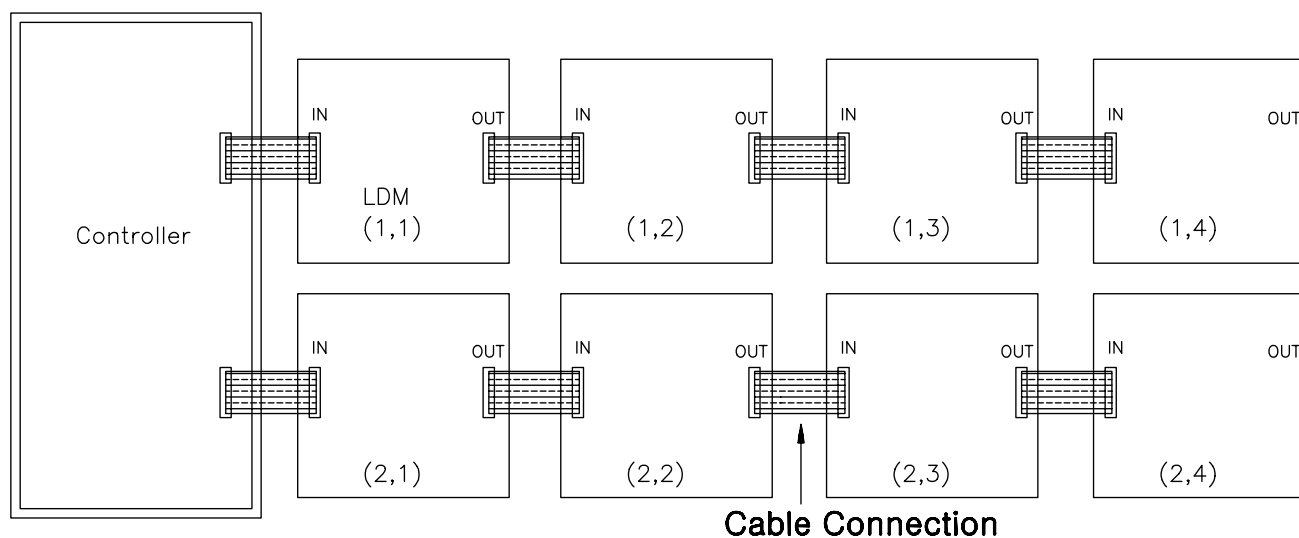 IN OUT IN OUT IN OUT IN OUT
LDM
(1,1) (1,2) (1,3) (1,4)
Controller
IN OUT IN OUT IN OUT IN OUT
(2,1) (2,2) (2,3) (2,4)
Cable Connection